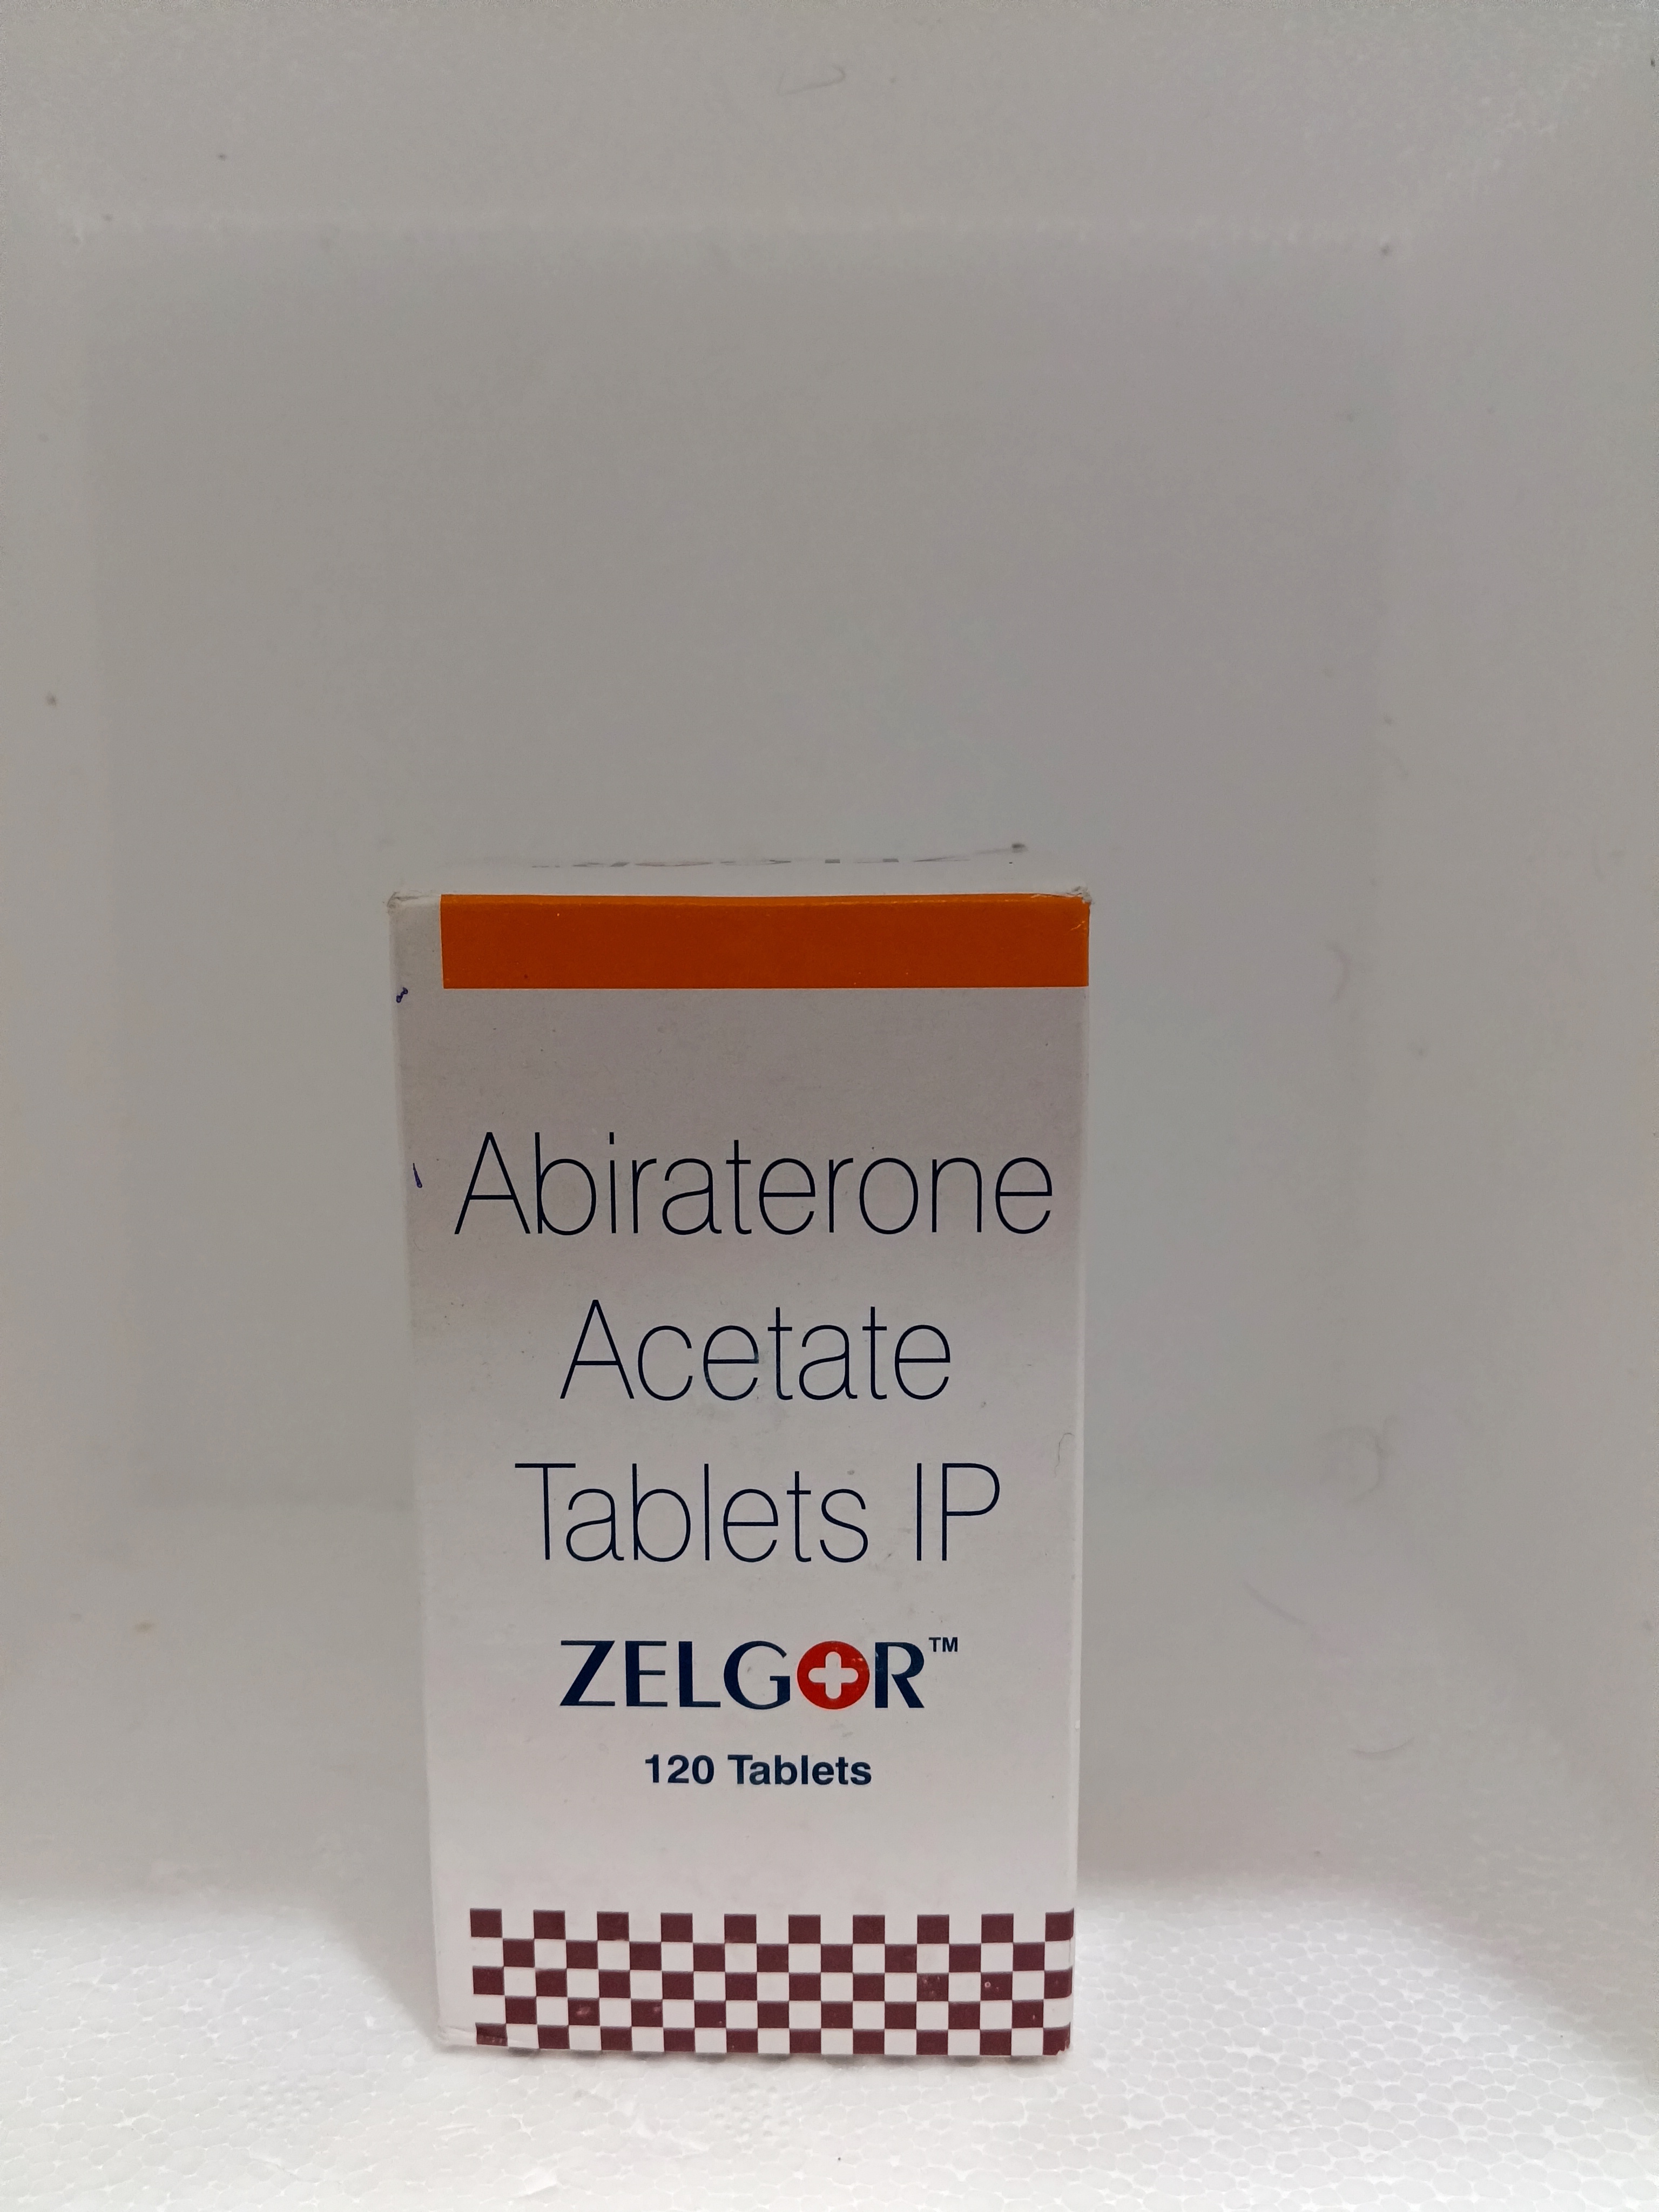 Abiraterone
Acetate
Tablets IP
ZELGOR™
120 Tablets